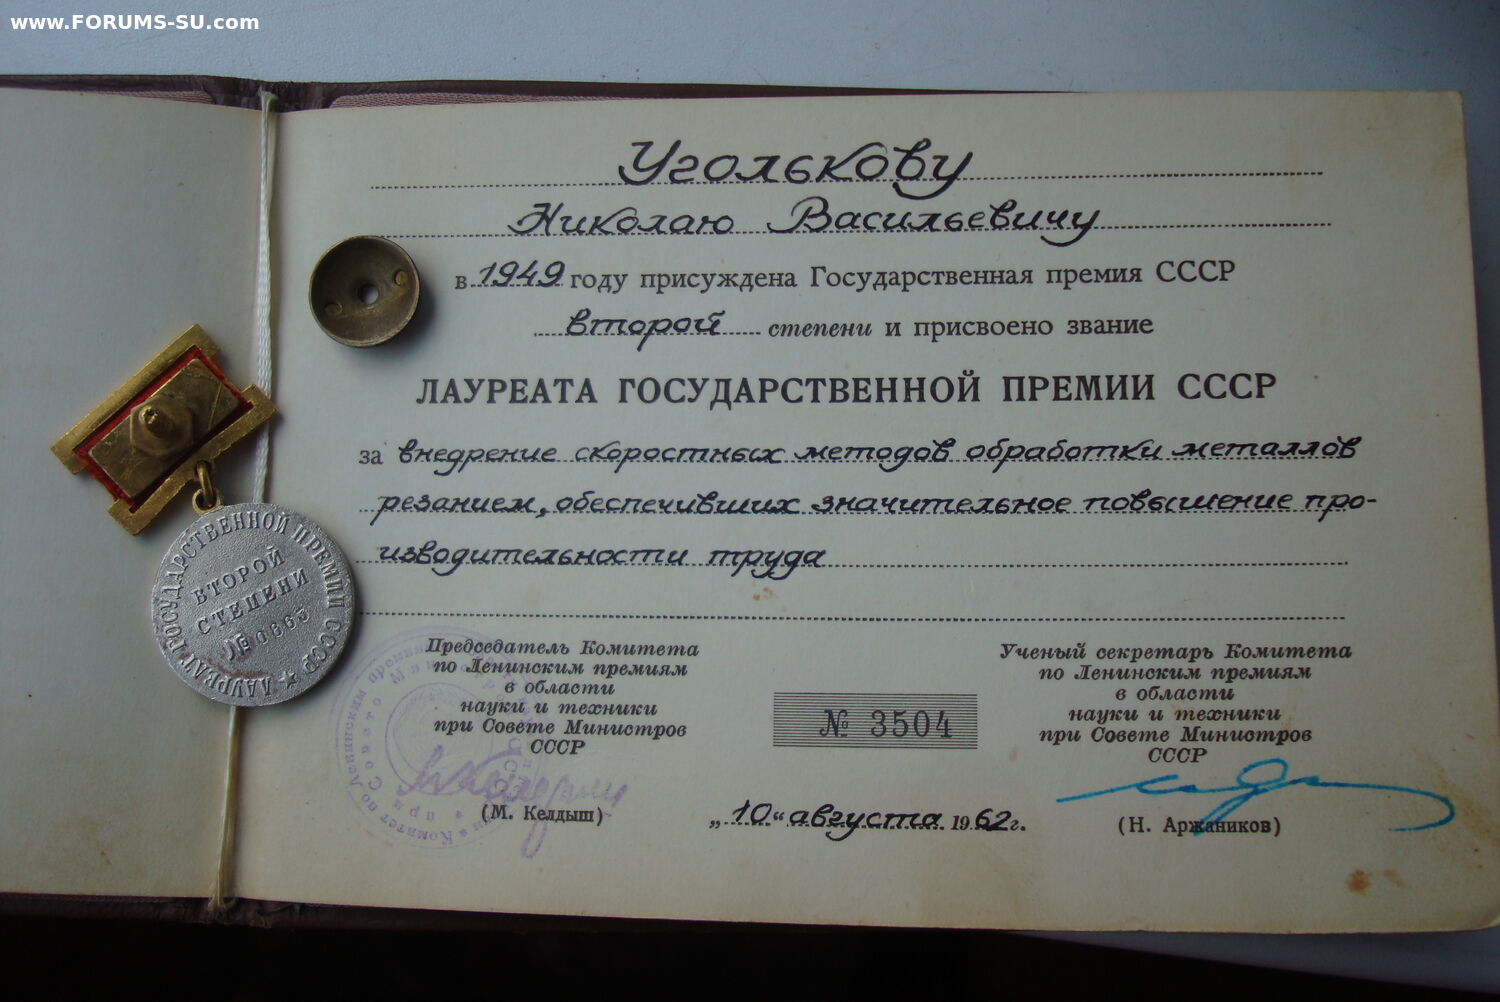 www.FORUMS-SU.com
Уголькову
Николаю Васильевичу
в 1949 году присуждена Государственная премия СССР
второй степени и присвоено звание
ЛАУРЕАТА ГОСУДАРСТВЕННОЙ ПРЕМИИ СССР
за внедрение скоростных методов обработки металлов
резанием, обеспечивших значительное повышение про-
изводительности труда
Председатель Комитета
по Ленинским премиям
в области
науки и техники
при Совете Министров
СССР
(М. Келдыш)
№ 3504
„10“ августа 1962г.
Ученый секретарь Комитета
по Ленинским премиям
в области
науки и техники
при Совете Министров
СССР
(Н. Аржаников)
ЛАУРЕАТ ГОСУДАРСТВЕННОЙ ПРЕМИИ СССР
ВТОРОЙ
СТЕПЕНИ
№